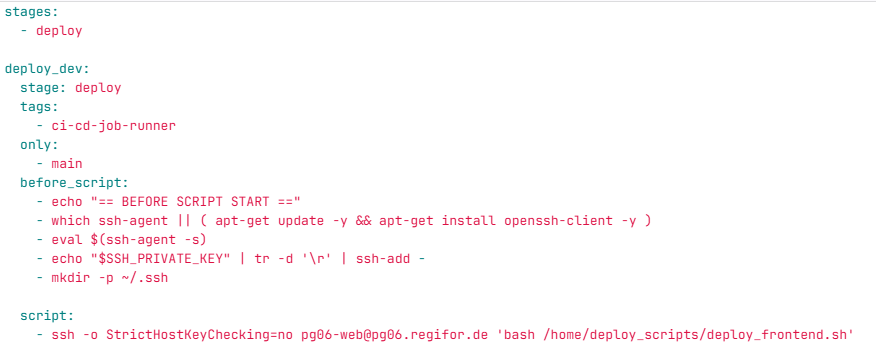 stages:
  - deploy

deploy_dev:
  stage: deploy
  tags:
    - ci-cd-job-runner
  only:
    - main
  before_script:
    - echo "== BEFORE SCRIPT START =="
    - which ssh-agent || ( apt-get update -y && apt-get install openssh-client -y )
    - eval $(ssh-agent -s)
    - echo "$SSH_PRIVATE_KEY" | tr -d '\r' | ssh-add -
    - mkdir -p ~/.ssh

  script:
    - ssh -o StrictHostKeyChecking=no pg06-web@pg06.regifor.de 'bash /home/deploy_scripts/deploy_frontend.sh'